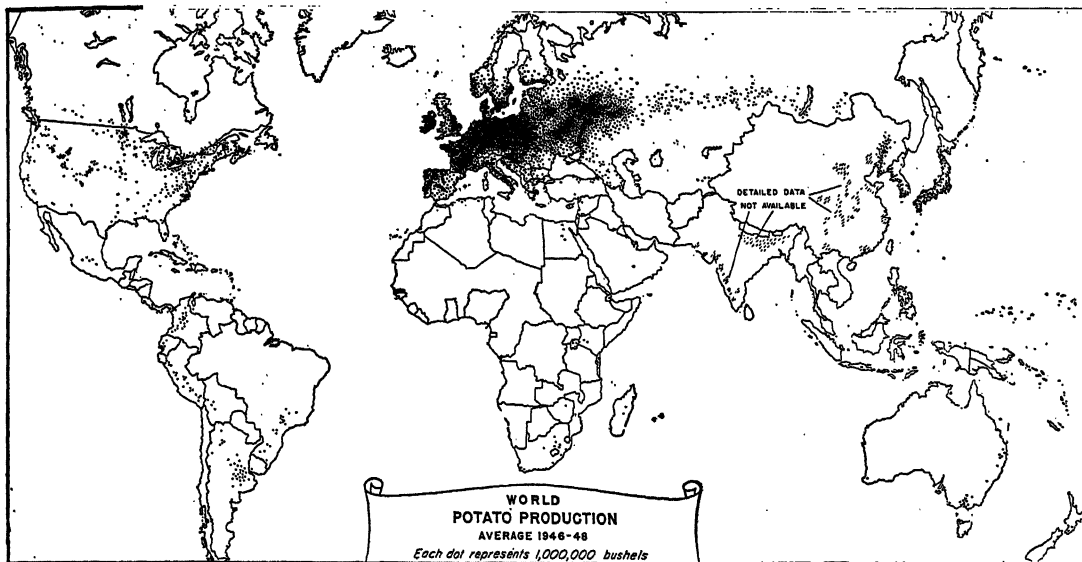 DETAILED DATA
NOT AVAILABLE
WORLD
POTATO PRODUCTION
AVERAGE 1946-48
Each dot represents 1,000,000 bushels